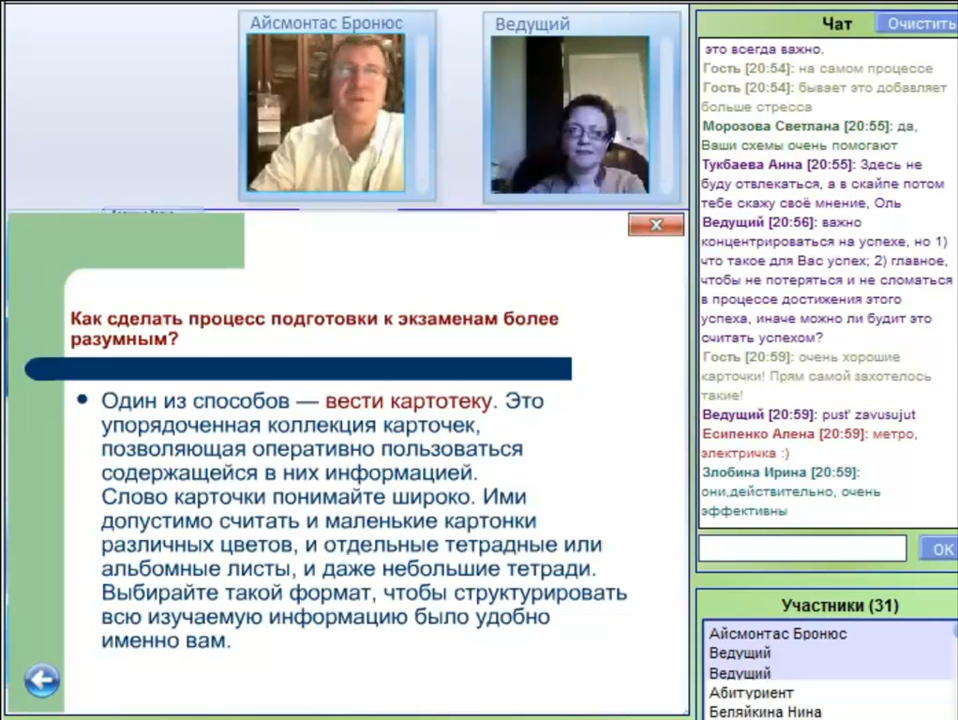 Айсмонтас Бронюс
Ведущий
Как сделать процесс подготовки к экзаменам более
разумным?
Один из способов — вести картотеку. Это
упорядоченная коллекция карточек,
позволяющая оперативно пользоваться
содержащейся в них информацией.
Слово карточки понимайте широко. Ими
допустимо считать и маленькие картонки
различных цветов, и отдельные тетрадные или
альбомные листы, и даже небольшие тетради.
Выбирайте такой формат, чтобы структурировать
всю изучаемую информацию было удобно
именно вам.
Чат
Очистить
это всегда важно.
Гость [20:54]: на самом процессе
Гость [20:54]: бывает это добавляет
больше стресса
Морозова Светлана [20:55]: да,
Ваши схемы очень помогают
Тукбаева Анна [20:55]: Здесь не
буду отвлекаться, а в скайпе потом
тебе скажу своё мнение, Оль
Ведущий [20:56]: важно
концентрироваться на успехе, но 1)
что такое для Вас успех; 2) главное,
чтобы не потеряться и не сломаться
в процессе достижения этого
успеха, иначе можно ли будит это
считать успехом?
Гость [20:59]: очень хорошие
карточки! Прям самой захотелось
такие!
Ведущий [20:59]: pust' zavusujut
Есипенко Алена [20:59]: метро,
электричка :)
Злобина Ирина [20:59]:
они,действительно, очень
эффективны
ОК
Участники (31)
Айсмонтас Бронюс
Ведущий
Ведущий
Абитуриент
Беляйкина Нина